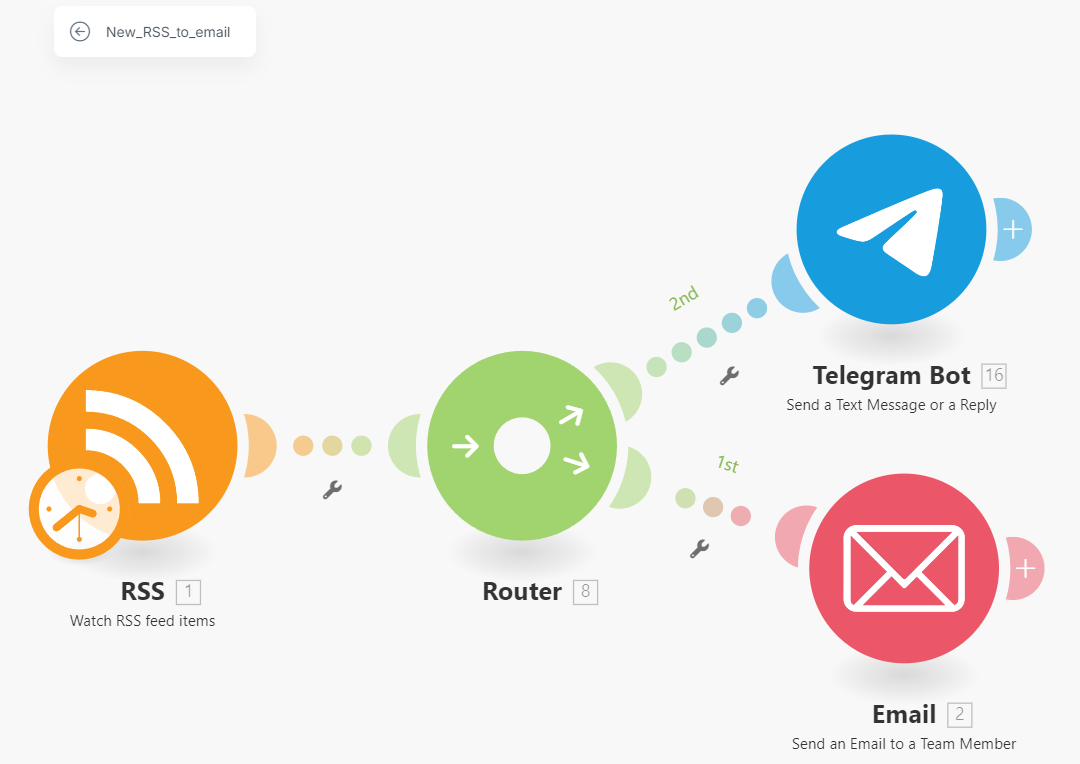 New_RSS_to_email
2nd
Telegram Bot 16
Send a Text Message or a Reply
1st
RSS 1
Watch RSS feed items
Router 8
Email 2
Send an Email to a Team Member